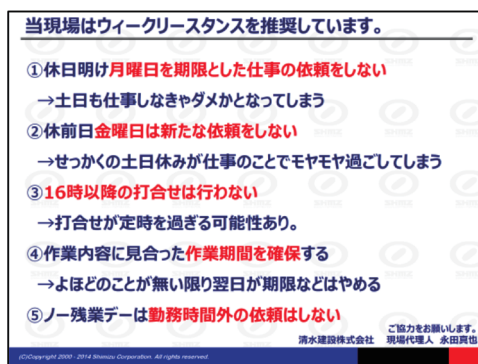 当現場はウィークリースタンスを推奨しています。
①休日明け月曜日を期限とした仕事の依頼をしない
→土日も仕事しなきゃダメかとなってしまう
②休前日金曜日は新たな依頼をしない
→せっかくの土日休みが仕事のことでモヤモヤ過ごしてしまう
③16時以降の打合せは行わない
→打合せが定時を過ぎる可能性あり。
④作業内容に見合った作業期間を確保する
→よほどのことが無い限り翌日が期限などはやめる
⑤ノー残業デーは勤務時間外の依頼はしない
ご協力をお願いします。
清水建設株式会社 現場代理人 永田真也
(C)Copyright 2000 - 2014 Shimizu Corporation. All rights reserved.